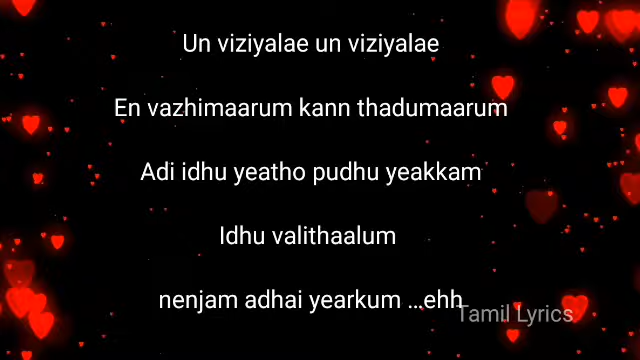 Un viziyalae un viziyalae
En vazhimaarum kann thadumaarum
Adi idhu yeatho pudhu yeakkam
Idhu valithaalum
nenjam adhai yearkum ...ehh
Tamil Lyrics